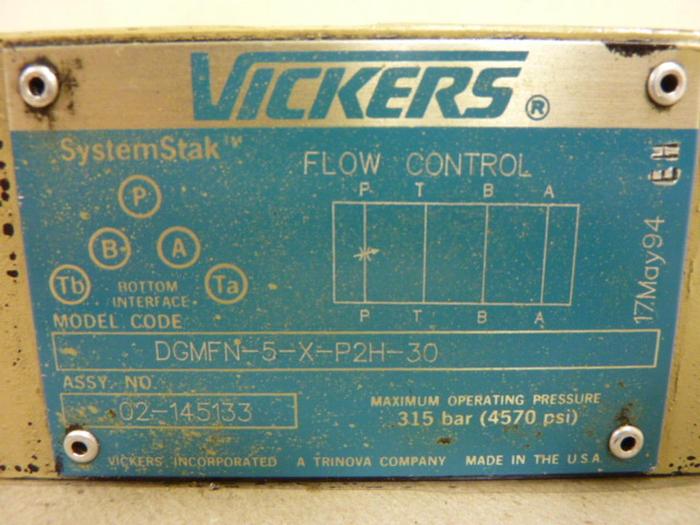 VICKERS ®
SystemStak™
FLOW CONTROL
P T B A
P
B A
Tb Ta
BOTTOM
INTERFACE
P T B A
17May94
MODEL CODE
DGMFN-5-X-P2H-30
ASSY. NO.
02-145133
MAXIMUM OPERATING PRESSURE
315 bar (4570 psi)
VICKERS, INCORPORATED A TRINOVA COMPANY MADE IN THE U.S.A.